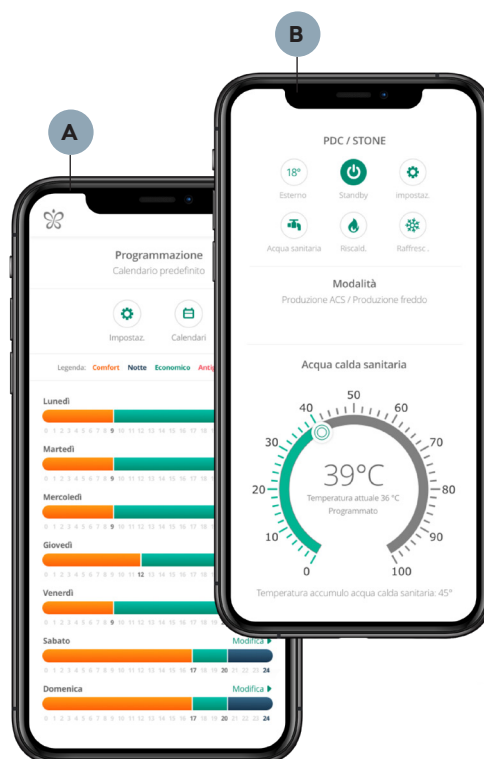 A
B
Programmazione
Calendario predefinito
Impostaz.
Calendari
Legenda: Comfort Notte Economico
Lunedì
0 1 2 3 4 5 6 7 8 9 10 11 12 13 14 15 16 17 18
Martedì
0 1 2 3 4 5 6 7 8 9 10 11 12 13 14 15 16 17 18
Mercoledì
0 1 2 3 4 5 6 7 8 9 10 11 12 13 14 15 16 17 18
Giovedì
0 1 2 3 4 5 6 7 8 9 10 11 12 13 14 15 16 17 18
Venerdì
0 1 2 3 4 5 6 7 8 9 10 11 12 13 14 15 16 17 18
Sabato Modifica
0 1 2 3 4 5 6 7 8 9 10 11 12 13 14 15 16 17 18 19 20 21 22 23 24
Domenica Modifica
0 1 2 3 4 5 6 7 8 9 10 11 12 13 14 15 16 17 18 19 20 21 22 23 24
PDC / STONE
18°
Esterno Standby Impostaz.
Acqua sanitaria Riscald. Raffresc.
Modalità
Produzione ACS / Produzione freddo
Acqua calda sanitaria
0 10 20 30 40 50 60 70 80 90 100
39°C
Temperatura attuale 36 °C
Programmato
Temperatura accumulo acqua calda sanitaria: 45°